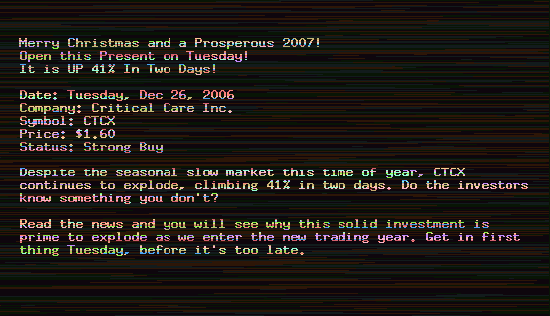 Merry Christmas and a Prosperous 2007!
Open this Present on Tuesday!
It is UP 41% In Two Days!
Date: Tuesday, Dec 26, 2006
Company: Critical Care Inc.
Symbol: CTCX
Price: $1.60
Status: Strong Buy
Despite the seasonal slow market this time of year, CTCX
continues to explode, climbing 41% in two days. Do the investors
know something you don't?
Read the news and you will see why this solid investment is
prime to explode as we enter the new trading year. Get in first
thing Tuesday, before it's too late.